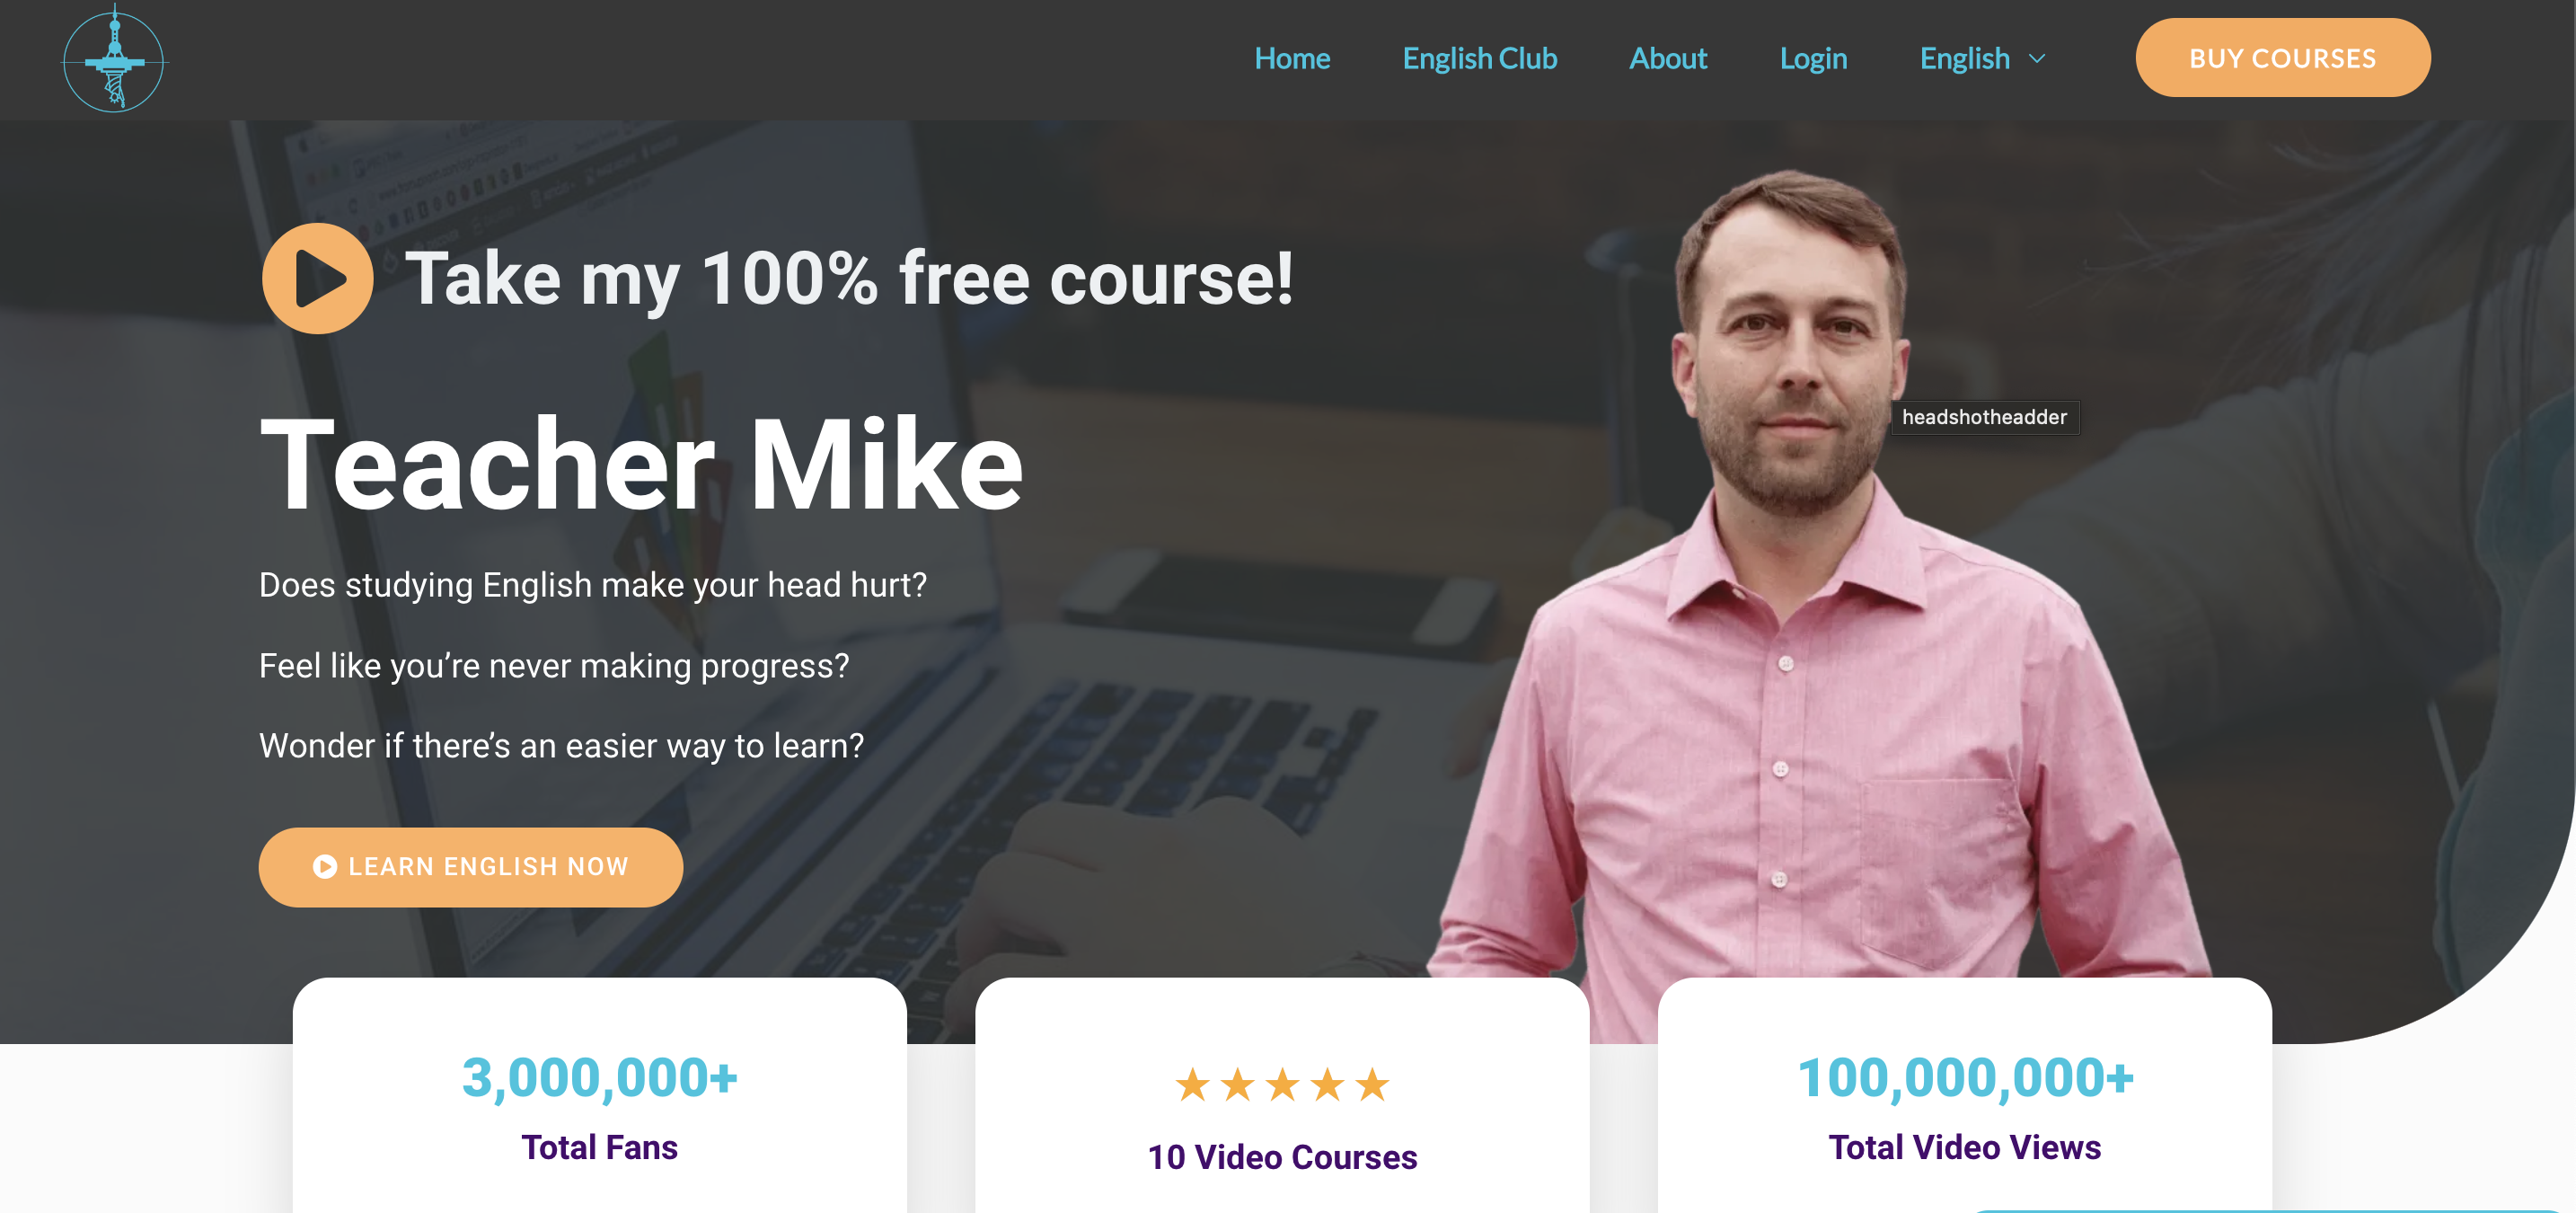 Home English Club About Login English BUY COURSES
Take my 100% free course!
Teacher Mike
headshotheadder
Does studying English make your head hurt?
Feel like you’re never making progress?
Wonder if there’s an easier way to learn?
LEARN ENGLISH NOW
3,000,000+
Total Fans
10 Video Courses
100,000,000+
Total Video Views